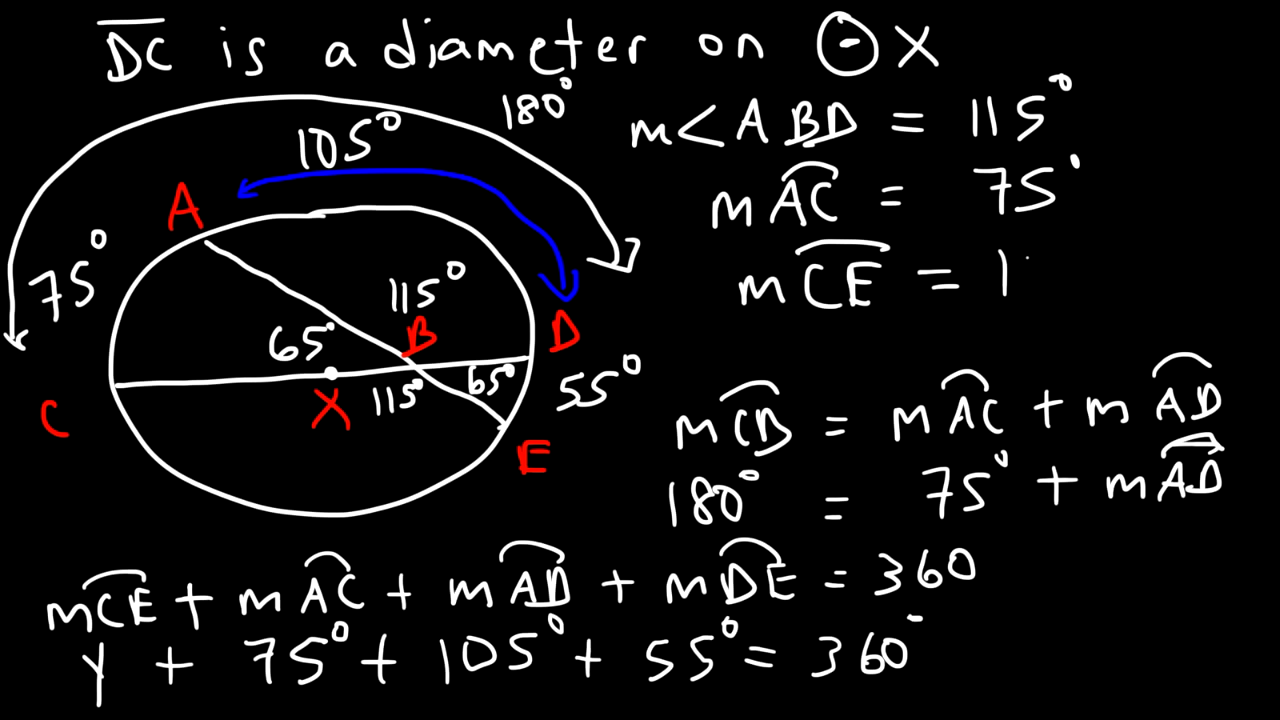 DC is a diameter on ⊙ X
180°
105°
m<ABD = 115°
A
mAC = 75°
75°
115°
mCE = 1
65°
B
D
X
115°
65°
55°
C
E
mCB = mAC + mAD
180° = 75° + mAD
mCE + mAC + mAD + mDE = 360
y + 75° + 105° + 55° = 360°